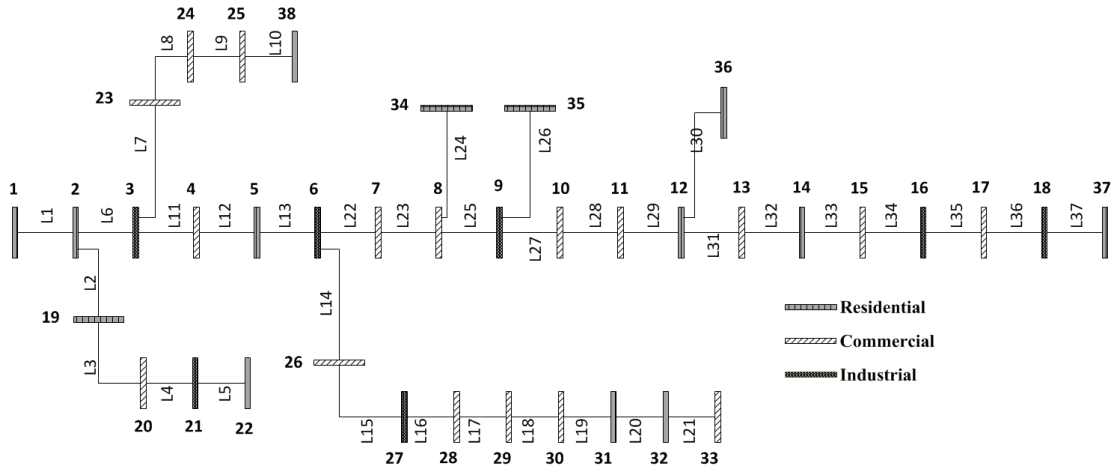 24 25 38
L8 L9 L10
23
34 35 36
L7 L24 L26 L30
1 2 3 4 5 6 7 8 9 10 11 12 13 14 15 16 17 18 37
L1 L6 L11 L12 L13 L22 L23 L25 L27 L28 L29 L31 L32 L33 L34 L35 L36 L37
L2 L14
19
Residential
Commercial
Industrial
26
L3 L4 L5
20 21 22
L15 L16 L17 L18 L19 L20 L21
27 28 29 30 31 32 33